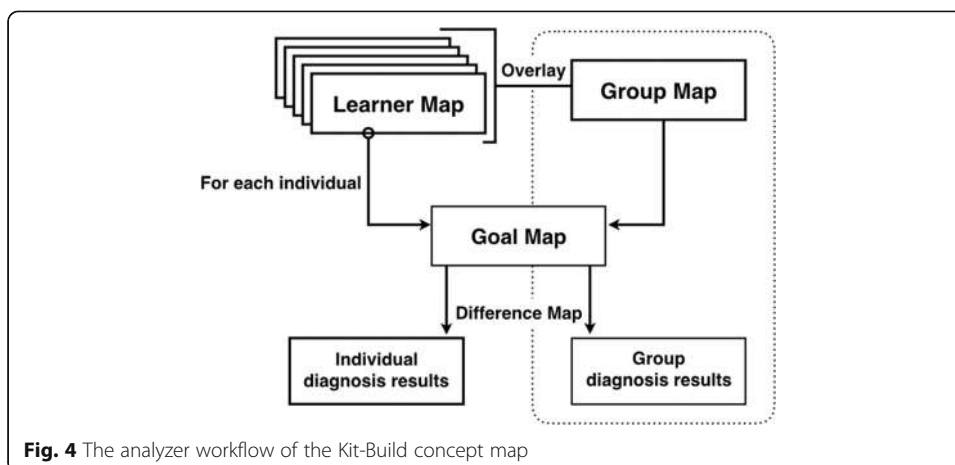 Learner Map
Overlay
Group Map
For each individual
Goal Map
Difference Map
Individual
diagnosis results
Group
diagnosis results
Fig. 4 The analyzer workflow of the Kit-Build concept map